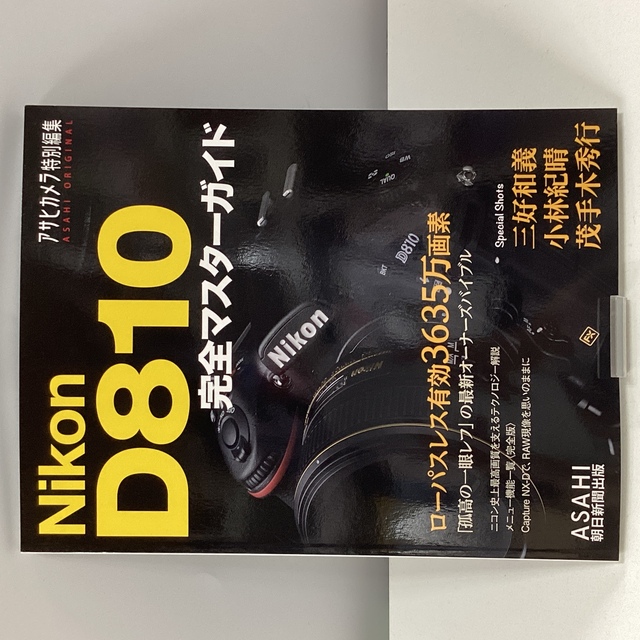 アサヒカメラ特別編集
ASAHI ORIGINAL
Nikon
D810
完全マスターガイド
Nikon
D810
ローパスレス有効3635万画素
「孤高の一眼レフ」の最新オーナーズバイブル
ニコン史上最高画質を支えるテクノロジー解説
メニュー機能一覧〈完全版〉
Capture NX-Dで、RAW現像を思いのままに
Special Shots
三好和義
小林紀晴
茂手木秀行
FX
ASAHI
朝日新聞出版